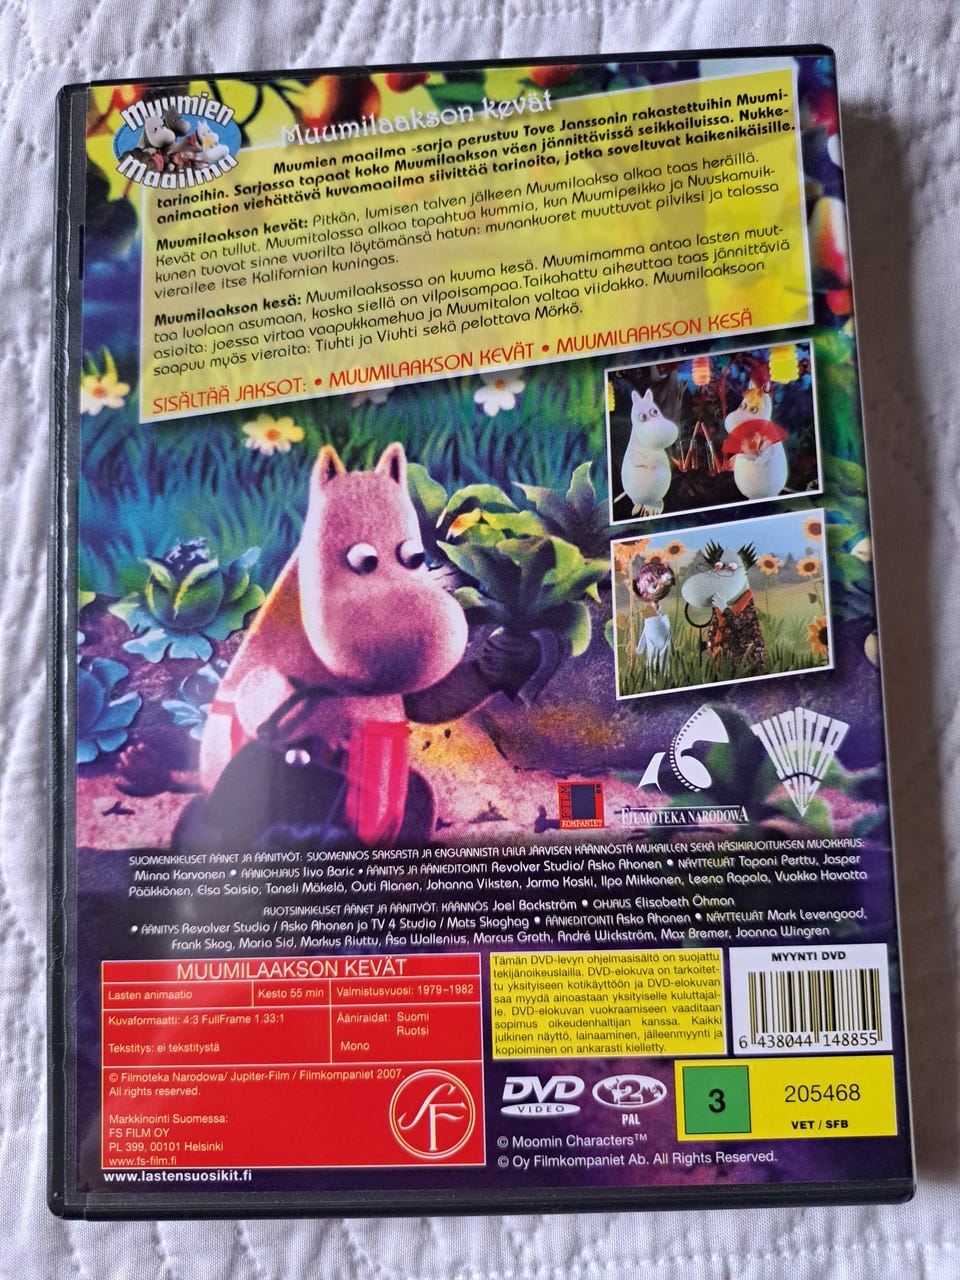 Muumien
Maailma
Muumilaakson kevät
Muumien maailma -sarja perustuu Tove Janssonin rakastettuihin Muumi-
tarinoihin. Sarjassa tapaat koko Muumilaakson väen jännittävissä seikkailuissa. Nukke-
animaation viehättävä kuvamaailma siivittää tarinoita, jotka soveltuvat kaikenikäisille.
Muumilaakson kevät: Pitkän, lumisen talven jälkeen Muumilaakso alkaa taas heräillä.
Kevät on tullut. Muumitalossa alkaa tapahtua kummia, kun Muumipeikko ja Nuuskamuik-
kunen tuovat sinne vuorilta löytämänsä hatun: munankuoret muuttuvat pilviksi ja talossa
vierailee itse Kalifornian kuningas.
Muumilaakson kesä: Muumilaaksossa on kuuma kesä. Muumimamma antaa lasten muut-
taa luolaan asumaan, koska siellä on vilpoisampaa.Taikahattu aiheuttaa taas jännittäviä
asioita: joessa virtaa vaapukkamehua ja Muumitalon valtaa viidakko. Muumilaaksoon
saapuu myös vieraita: Tiuhti ja Viuhti sekä pelottava Mörkö.
SISÄLTÄÄ JAKSOT: • MUUMILAAKSON KEVÄT • MUUMILAAKSON KESÄ
FILM
KOMPANIET
FILMOTEKA NARODOWA
JUPITER
FILM
SUOMENKIELISET ÄÄNET JA ÄÄNITYÖT: SUOMENNOS SAKSASTA JA ENGLANNISTA LAILA JÄRVISEN KÄÄNNÖSTÄ MUKAILLEN SEKÄ KÄSIKIRJOITUKSEN MUOKKAUS:
Minna Karvonen • ÄÄNIOHJAUS Iivo Baric • ÄÄNITYS JA ÄÄNIEDITOINTI Revolver Studio/ Asko Ahonen • NÄYTTELIJÄT Tapani Perttu, Jasper
Pääkkönen, Elsa Saisio, Taneli Mäkelä, Outi Alanen, Johanna Viksten, Jarmo Koski, Ilpo Mikkonen, Leena Rapola, Vuokko Hovatta
RUOTSINKIELISET ÄÄNET JA ÄÄNITYÖT: KÄÄNNÖS Joel Backström • OHJAUS Elisabeth Öhman
• ÄÄNITYS Revolver Studio / Asko Ahonen ja TV 4 Studio / Mats Skoghag • ÄÄNIEDITOINTI Asko Ahonen • NÄYTTELIJÄT Mark Levengood,
Frank Skog, Maria Sid, Markus Riuttu, Åsa Wallenius, Marcus Groth, André Wickström, Max Bremer, Joanna Wingren
MUUMILAAKSON KEVÄT
Lasten animaatio
Kesto 55 min
Valmistusvuosi: 1979–1982
Kuvaformaatti: 4:3 FullFrame 1.33:1
Ääniraidat: Suomi
Ruotsi
Tekstitys: ei tekstitystä
Mono
© Filmoteka Narodowa/ Jupiter-Film / Filmkompaniet 2007.
All rights reserved.
Markkinointi Suomessa:
FS FILM OY
PL 399, 00101 Helsinki
www.fs-film.fi
SF
www.lastensuosikit.fi
Tämän DVD-levyn ohjelmasisältö on suojattu
tekijänoikeuslailla. DVD-elokuva on tarkoitet-
tu yksityiseen kotikäyttöön ja DVD-elokuvan
saa myydä ainoastaan yksityiselle kuluttajal-
le. DVD-elokuvan vuokraamiseen vaaditaan
sopimus oikeudenhaltijan kanssa. Kaikki
julkinen näyttö, lainaaminen, jälleenmyynti ja
kopioiminen on ankarasti kielletty.
MYYNTI DVD
6 438044 148855
DVD
VIDEO
2
PAL
3
205468
VET / SFB
© Moomin Characters™
© Oy Filmkompaniet Ab. All Rights Reserved.